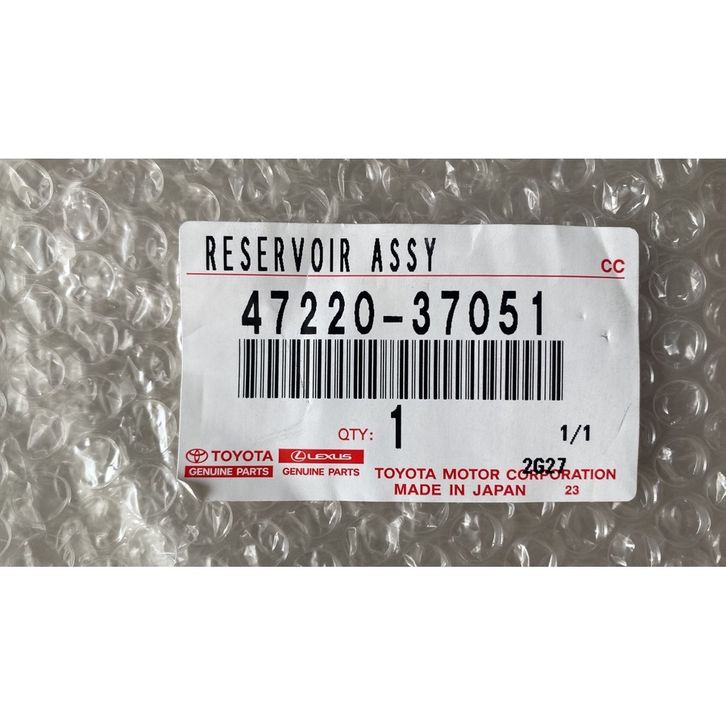 RESERVOIR ASSY
CC
47220-37051
QTY: 1
1/1
TOYOTA
GENUINE PARTS
LEXUS
GENUINE PARTS
2G27
TOYOTA MOTOR CORPORATION
MADE IN JAPAN 23